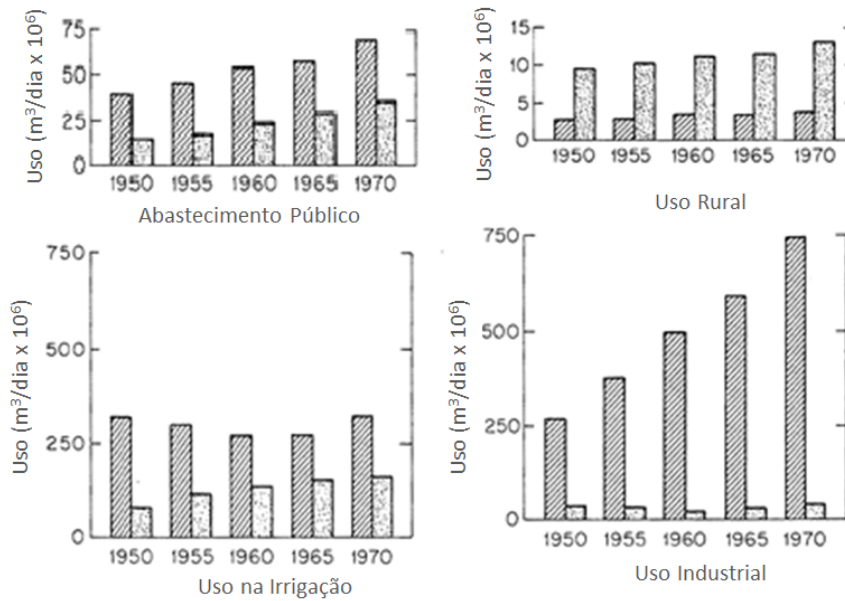 Uso (m³/dia x 10⁶)
75
50
25
0
1950 1955 1960 1965 1970
Abastecimento Público
Uso (m³/dia x 10⁶)
15
10
5
0
1950 1955 1960 1965 1970
Uso Rural
Uso (m³/dia x 10⁶)
750
500
250
0
1950 1955 1960 1965 1970
Uso na Irrigação
Uso (m³/dia x 10⁶)
750
500
250
0
1950 1955 1960 1965 1970
Uso Industrial